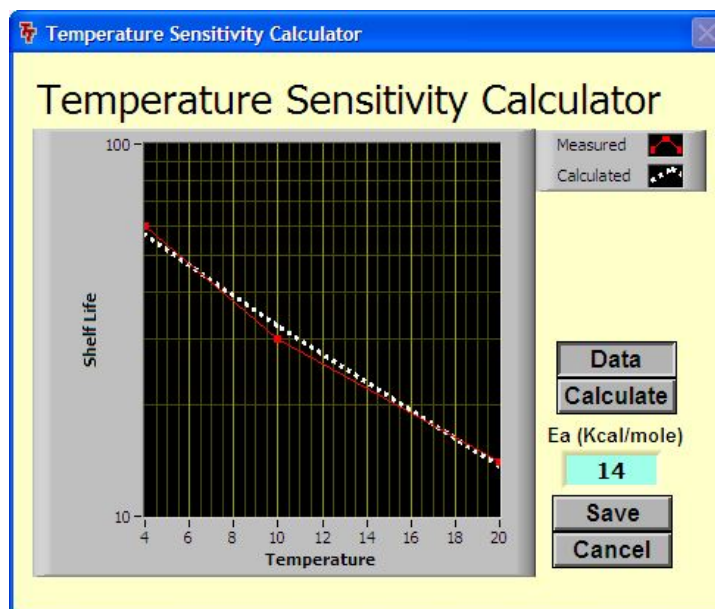 Temperature Sensitivity Calculator
Temperature Sensitivity Calculator
Measured
Calculated
100
10
Shelf Life
4 6 8 10 12 14 16 18 20
Temperature
Data
Calculate
Ea (Kcal/mole)
14
Save
Cancel